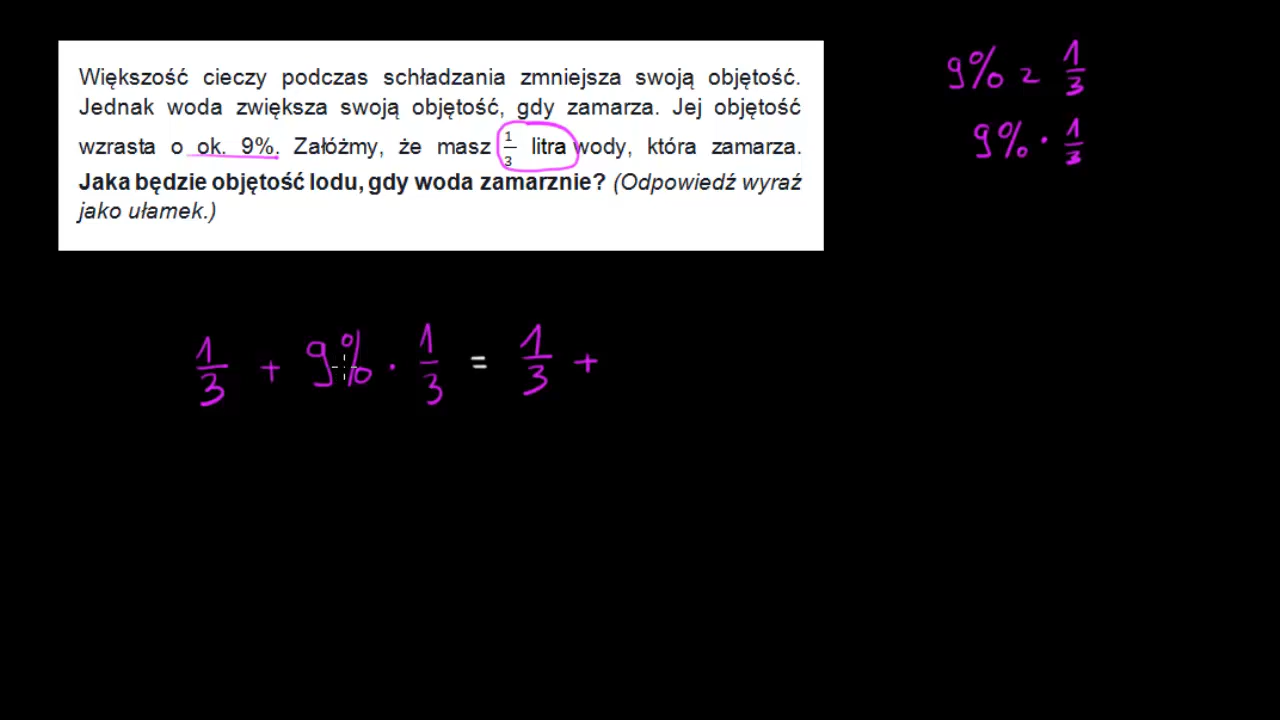 Większość cieczy podczas schładzania zmniejsza swoją objętość.
Jednak woda zwiększa swoją objętość, gdy zamarza. Jej objętość
wzrasta o ok. 9%. Załóżmy, że masz 1/3 litra wody, która zamarza.
Jaka będzie objętość lodu, gdy woda zamarznie? (Odpowiedź wyraź
jako ułamek.)
9% z 1/3
9% · 1/3
1/3 + 9% · 1/3 = 1/3 +